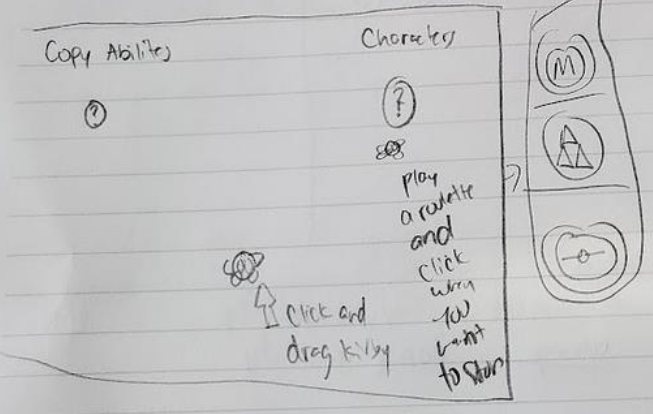 Copy Abilites
Characters
?
?
play
a roulette
and
click
when
you
want
to stop
click and
drag kirby
M